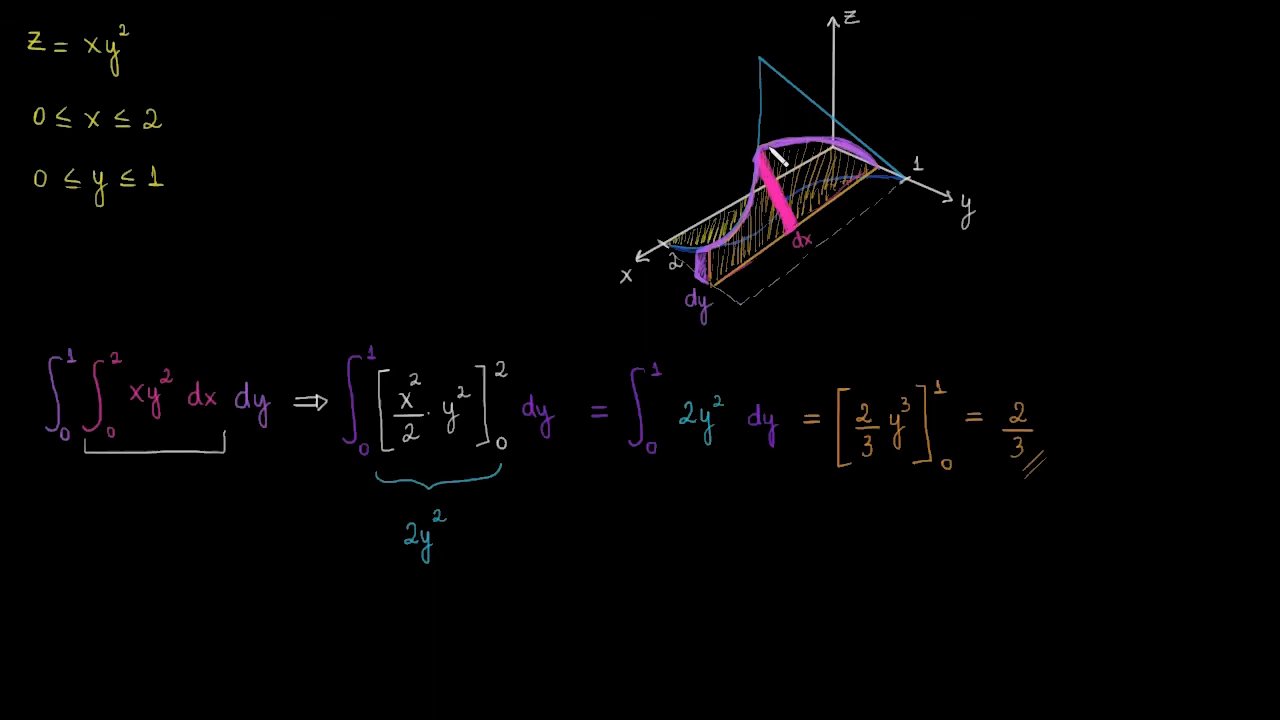 z = xy²
0 ≤ x ≤ 2
0 ≤ y ≤ 1
z
1
y
x
2
dx
dy
∫₀¹ ∫₀² xy² dx dy ⇒ ∫₀¹ [x²/2 · y²]₀² dy = ∫₀¹ 2y² dy = [2/3 y³]₀¹ = 2/3
2y²